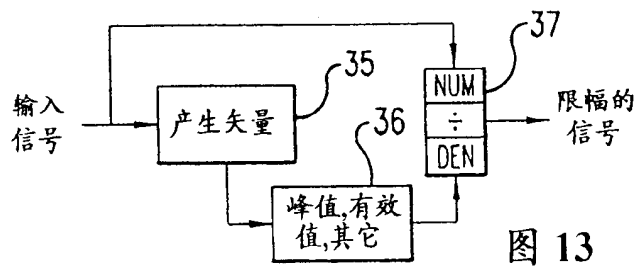 35
37
NUM
÷
DEN
输入
信号
产生矢量
限幅的
信号
36
峰值,有效
值,其它
图 13